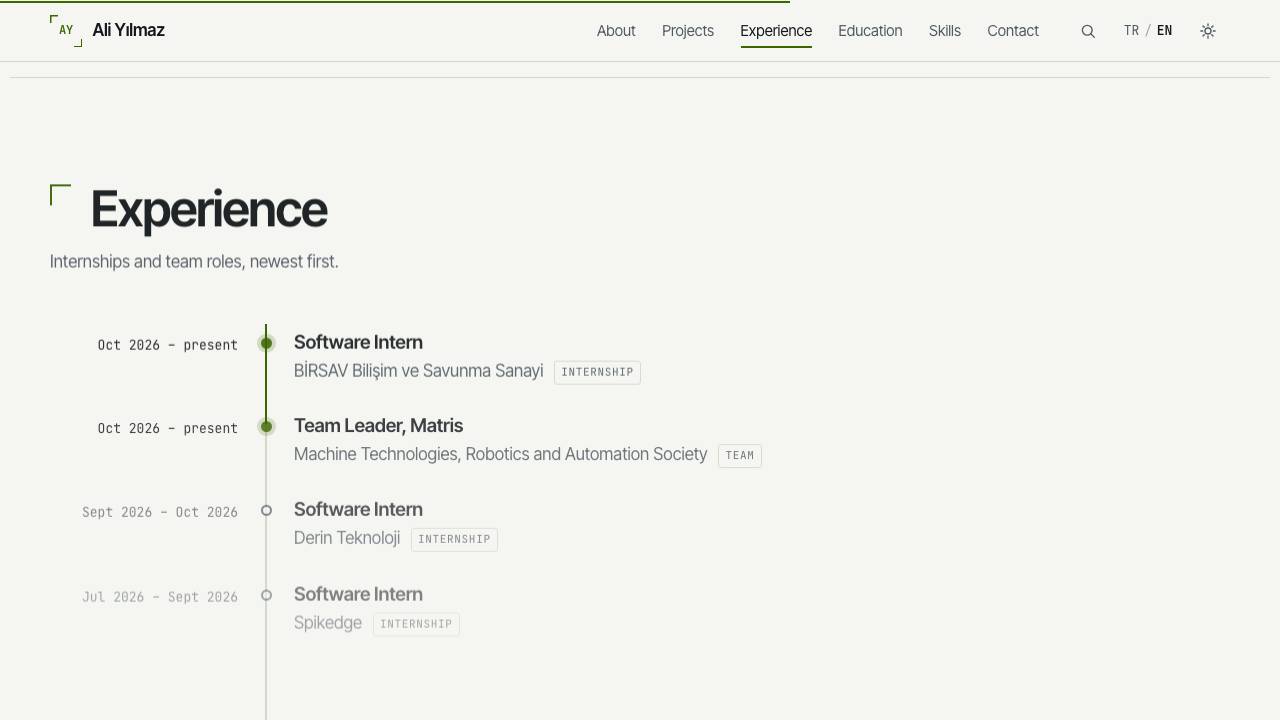 AY Ali Yılmaz About Projects Experience Education Skills Contact TR / EN
Experience
Internships and team roles, newest first.
Oct 2026 – present Software Intern
BİRSAV Bilişim ve Savunma Sanayi INTERNSHIP
Oct 2026 – present Team Leader, Matris
Machine Technologies, Robotics and Automation Society TEAM
Sept 2026 – Oct 2026 Software Intern
Derin Teknoloji INTERNSHIP
Jul 2026 – Sept 2026 Software Intern
Spikedge INTERNSHIP